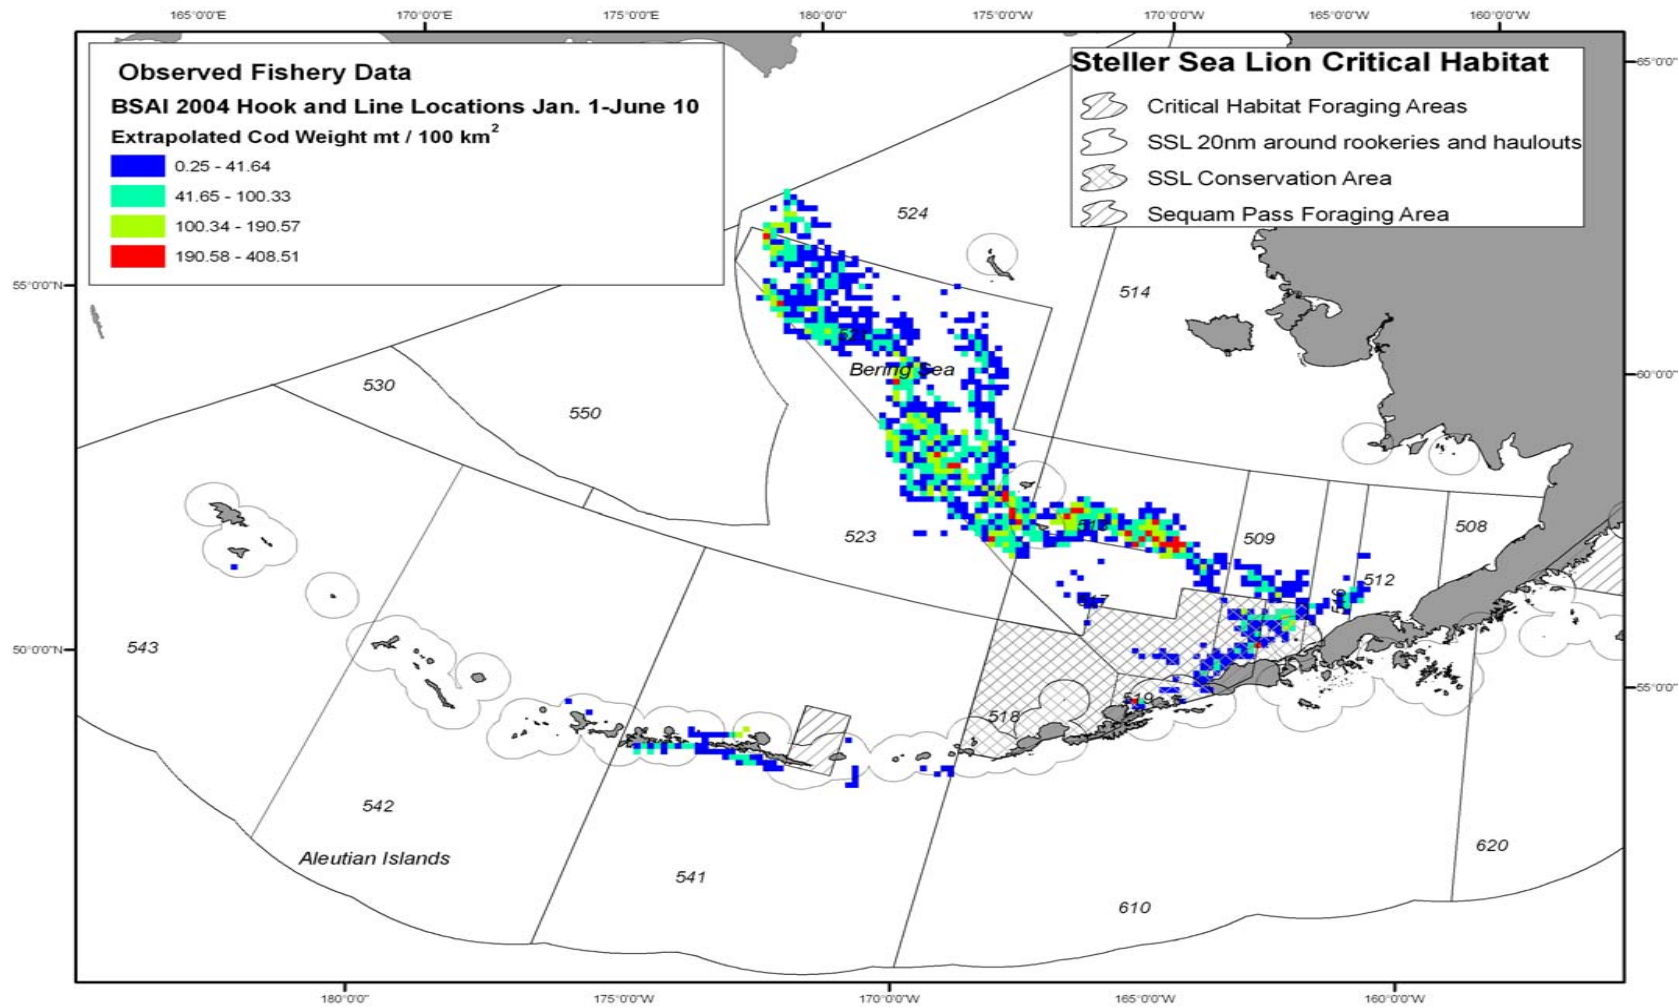 165°0'0"E 170°0'0"E 175°0'0"E 180°0'0" 175°0'0"W 170°0'0"W 165°0'0"W 160°0'0"W
Observed Fishery Data
BSAI 2004 Hook and Line Locations Jan. 1-June 10
Extrapolated Cod Weight mt / 100 km2
0.25 - 41.64
41.65 - 100.33
100.34 - 190.57
190.58 - 408.51
Steller Sea Lion Critical Habitat
Critical Habitat Foraging Areas
SSL 20nm around rookeries and haulouts
SSL Conservation Area
Sequam Pass Foraging Area
65°0'0"
524
55°0'0"N
514
Bering Sea
60°0'0"
530
550
523
509
508
512
517
543
50°0'0"N
55°0'0"
519
518
542
Aleutian Islands
541
620
610
180°0'0" 175°0'0"W 170°0'0"W 165°0'0"W 160°0'0"W